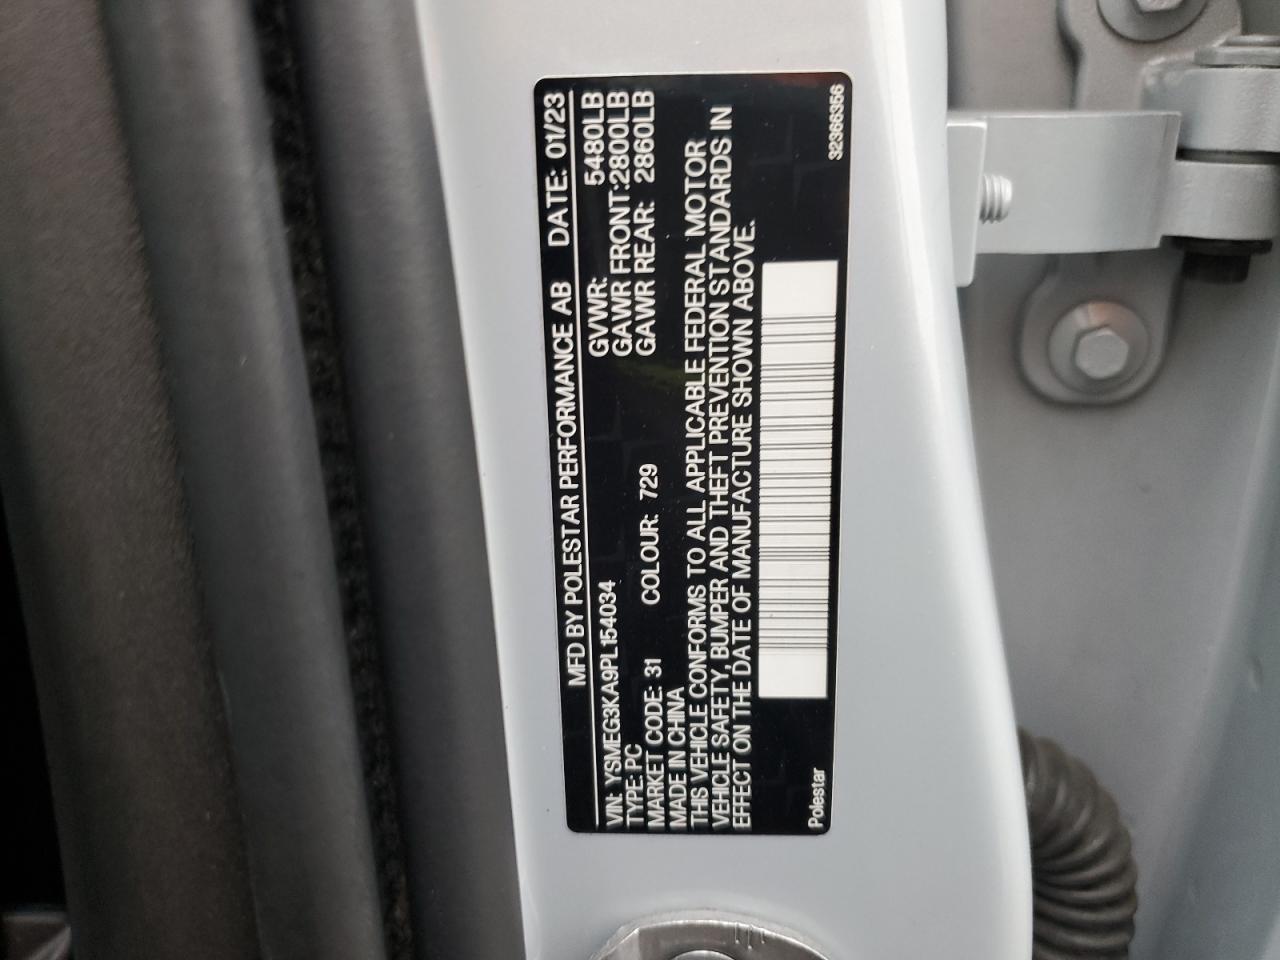 MFD BY POLESTAR PERFORMANCE AB DATE: 01/23
VIN: YSMEG3KA9PL154034 GVWR: 5480LB
TYPE: PC GAWR FRONT:2800LB
MARKET CODE: 31 COLOUR: 729 GAWR REAR: 2860LB
MADE IN CHINA
THIS VEHICLE CONFORMS TO ALL APPLICABLE FEDERAL MOTOR
VEHICLE SAFETY, BUMPER AND THEFT PREVENTION STANDARDS IN
EFFECT ON THE DATE OF MANUFACTURE SHOWN ABOVE.
Polestar 32366356